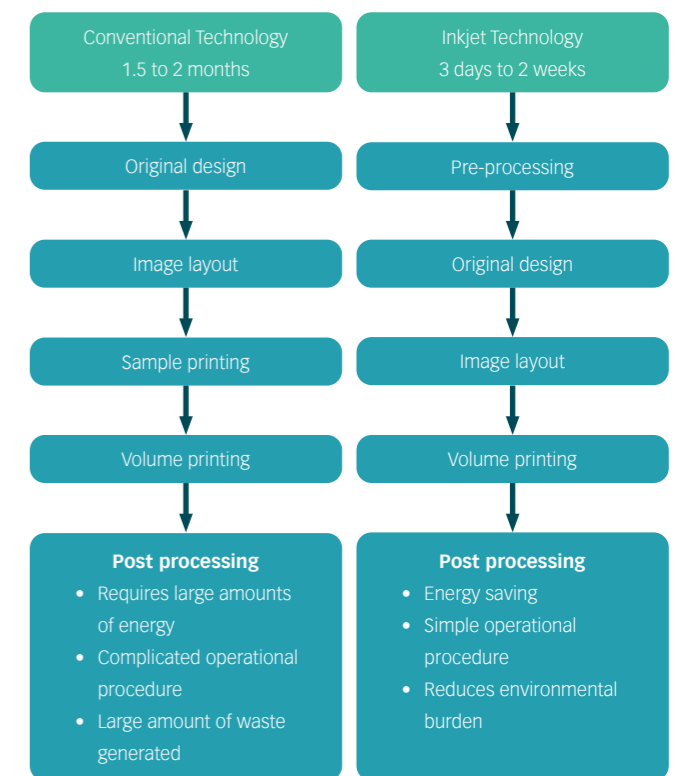 Conventional Technology
1.5 to 2 months
Original design
Image layout
Sample printing
Volume printing
Post processing
• Requires large amounts
of energy
• Complicated operational
procedure
• Large amount of waste
generated
Inkjet Technology
3 days to 2 weeks
Pre-processing
Original design
Image layout
Volume printing
Post processing
• Energy saving
• Simple operational
procedure
• Reduces environmental
burden